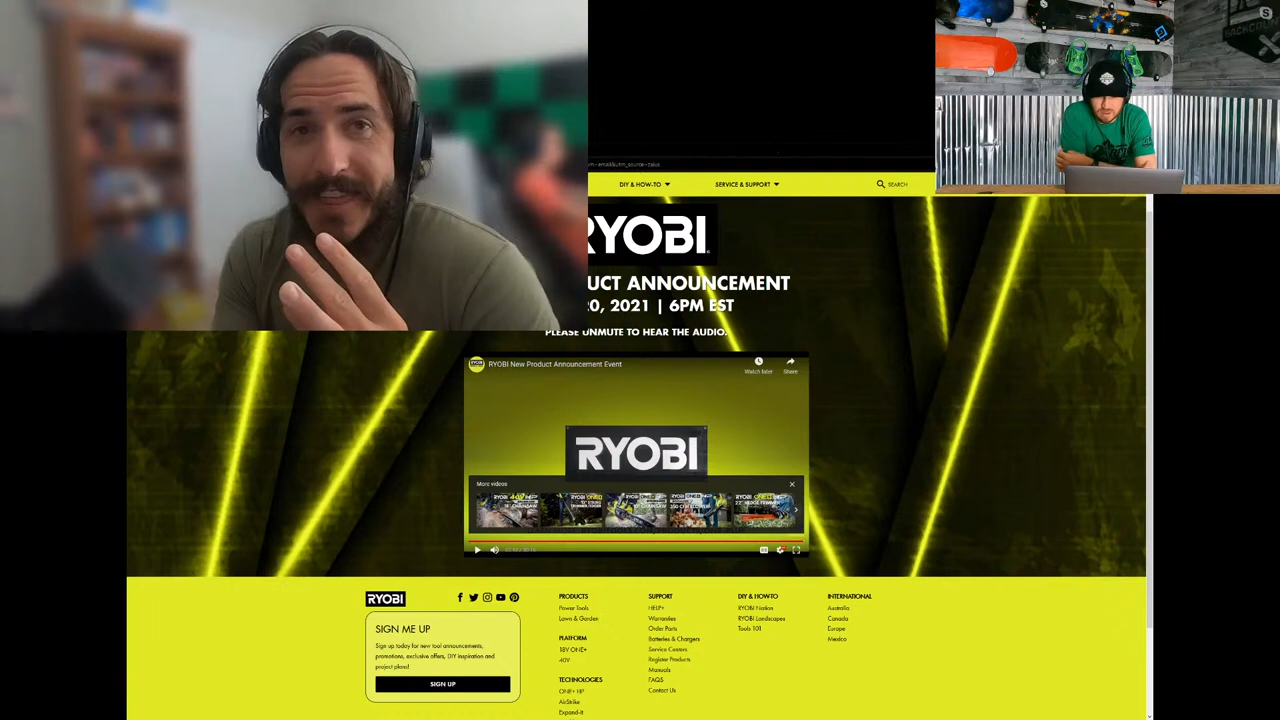 DIY & HOW-TO
SERVICE & SUPPORT
SEARCH
RYOBI
UCT ANNOUNCEMENT
20, 2021 | 6PM EST
PLEASE UNMUTE TO HEAR THE AUDIO.
RYOBI New Product Announcement Event
Watch later
Share
RYOBI
More videos
RYOBI
SIGN ME UP
Sign up today for new tool announcements,
promotions, exclusive offers, DIY inspiration and
project plans!
SIGN UP
PRODUCTS
Power Tools
Lawn & Garden
PLATFORM
18V ONE+
40V
TECHNOLOGIES
ONE+ HP
AirStrike
Expand-It
SUPPORT
HELP+
Warranties
Order Parts
Batteries & Chargers
Service Centers
Register Products
Manuals
FAQS
Contact Us
DIY & HOW-TO
RYOBI Nation
RYOBI Landscapes
Tools 101
INTERNATIONAL
Australia
Canada
Europe
Mexico